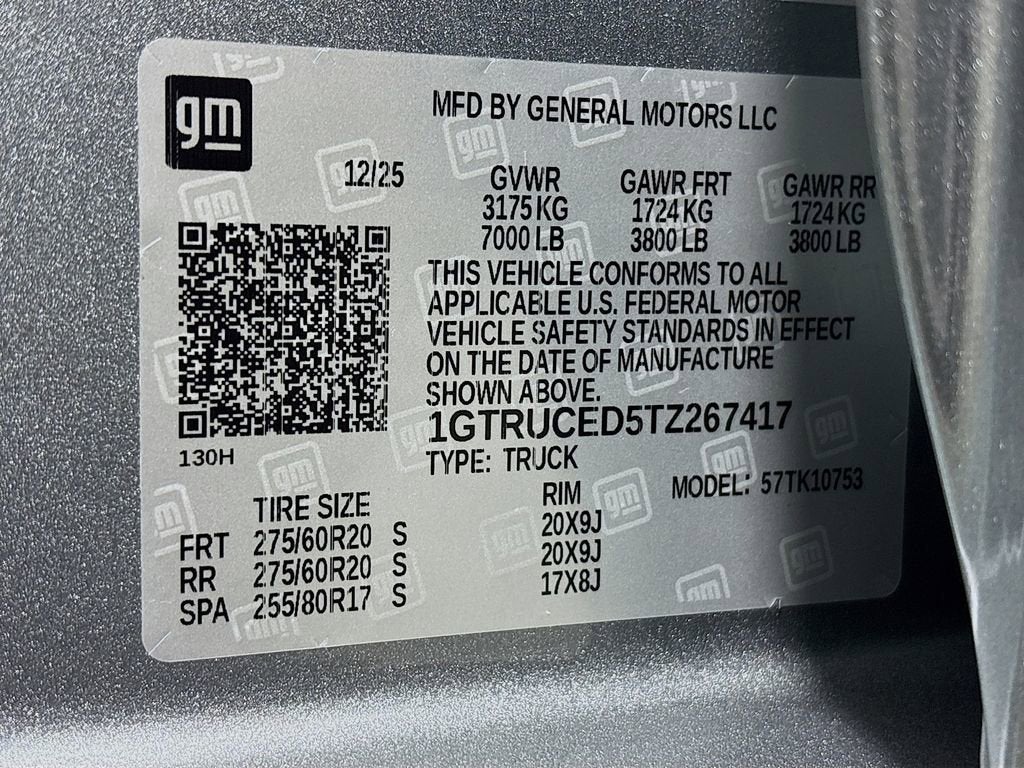 gm
MFD BY GENERAL MOTORS LLC
12/25
GVWR GAWR FRT GAWR RR
3175 KG 1724 KG 1724 KG
7000 LB 3800 LB 3800 LB
THIS VEHICLE CONFORMS TO ALL
APPLICABLE U.S. FEDERAL MOTOR
VEHICLE SAFETY STANDARDS IN EFFECT
ON THE DATE OF MANUFACTURE
SHOWN ABOVE.
1GTRUCED5TZ267417
130H
TYPE: TRUCK
MODEL: 57TK10753
TIRE SIZE RIM
FRT 275/60R20 S 20X9J
RR 275/60R20 S 20X9J
SPA 255/80R17 S 17X8J